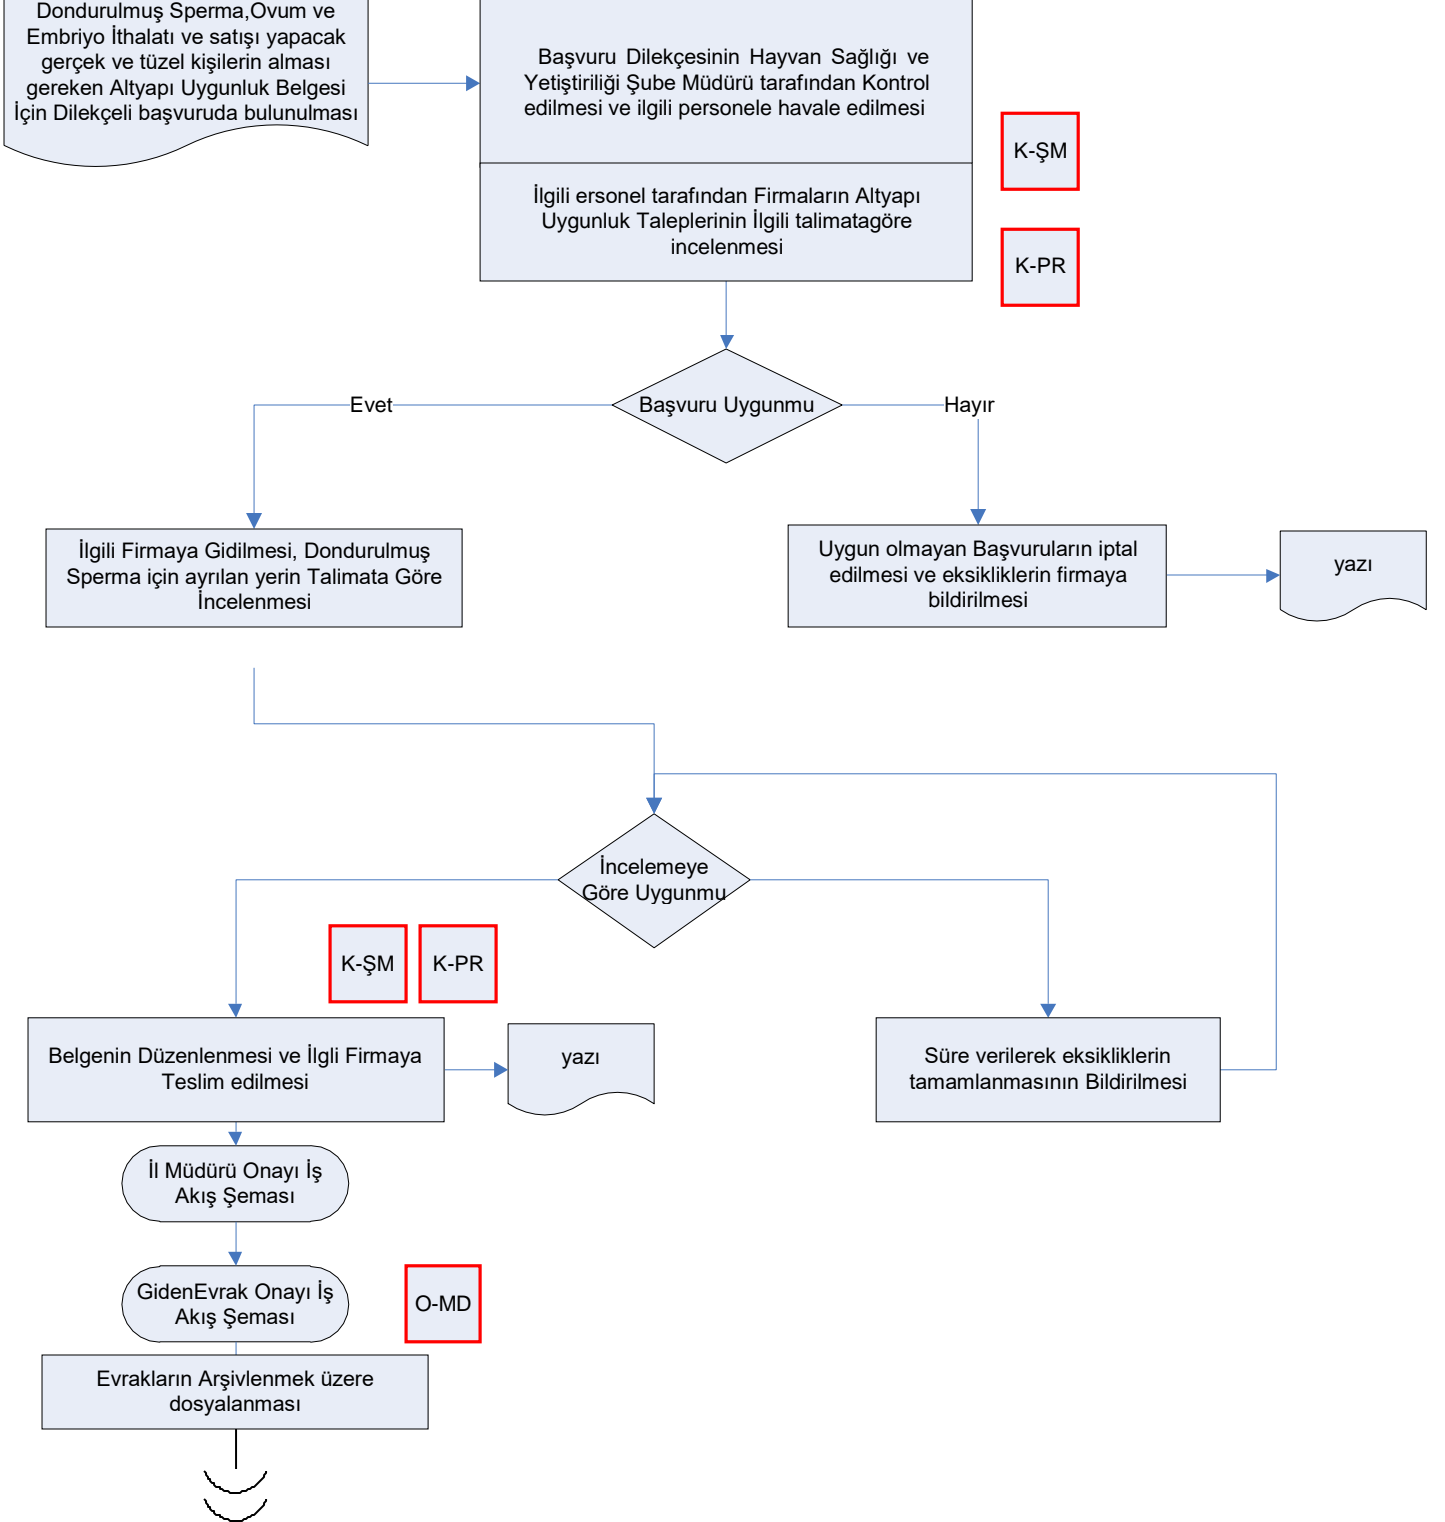 Dondurulmuş Sperma,Ovum ve
Embriyo İthalatı ve satışı yapacak
gerçek ve tüzel kişilerin alması
gereken Altyapı Uygunluk Belgesi
İçin Dilekçeli başvuruda bulunulması
Başvuru Dilekçesinin Hayvan Sağlığı ve
Yetiştiriliği Şube Müdürü tarafından Kontrol
edilmesi ve ilgili personele havale edilmesi
K-ŞM
İlgili ersonel tarafından Firmaların Altyapı
Uygunluk Taleplerinin İlgili talimatagöre
incelenmesi
K-PR
Başvuru Uygunmu
Evet
Hayır
İlgili Firmaya Gidilmesi, Dondurulmuş
Sperma için ayrılan yerin Talimata Göre
İncelenmesi
Uygun olmayan Başvuruların iptal
edilmesi ve eksikliklerin firmaya
bildirilmesi
yazı
İncelemeye
Göre Uygunmu
K-ŞM
K-PR
Belgenin Düzenlenmesi ve İlgli Firmaya
Teslim edilmesi
yazı
Süre verilerek eksikliklerin
tamamlanmasının Bildirilmesi
İl Müdürü Onayı İş
Akış Şeması
GidenEvrak Onayı İş
Akış Şeması
O-MD
Evrakların Arşivlenmek üzere
dosyalanması